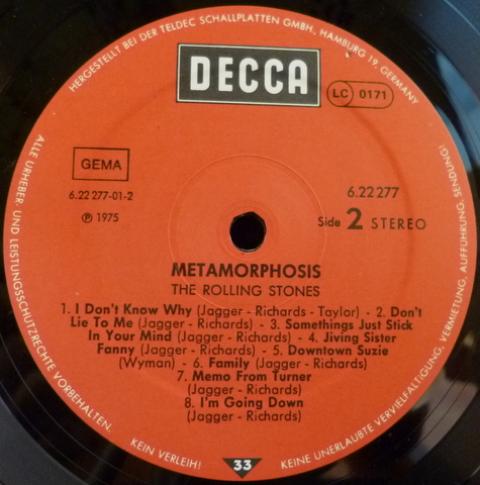 HERGESTELLT BEI DER TELDEC SCHALLPLATTEN GMBH, HAMBURG 19, GERMANY
DECCA
LC 0171
GEMA
6.22 277-01-2
Ⓟ 1975
6.22 277
Side 2 STEREO
METAMORPHOSIS
THE ROLLING STONES
1. I Don't Know Why (Jagger - Richards - Taylor) - 2. Don't
Lie To Me (Jagger - Richards) - 3. Somethings Just Stick
In Your Mind (Jagger - Richards) - 4. Jiving Sister
Fanny (Jagger - Richards) - 5. Downtown Suzie
(Wyman) - 6. Family (Jagger - Richards)
7. Memo From Turner
(Jagger - Richards)
8. I'm Going Down
(Jagger - Richards)
33
ALLE URHEBER- UND LEISTUNGSSCHUTZRECHTE VORBEHALTEN.
KEIN VERLEIH!
KEINE UNERLAUBTE VERVIELFALTIGUNG, VERMIETUNG, AUFFÜHRUNG, SENDUNG!